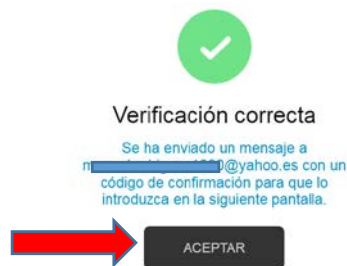 Verificación correcta
Se ha enviado un mensaje a
@yahoo.es con un
código de confirmación para que lo
introduzca en la siguiente pantalla.
ACEPTAR